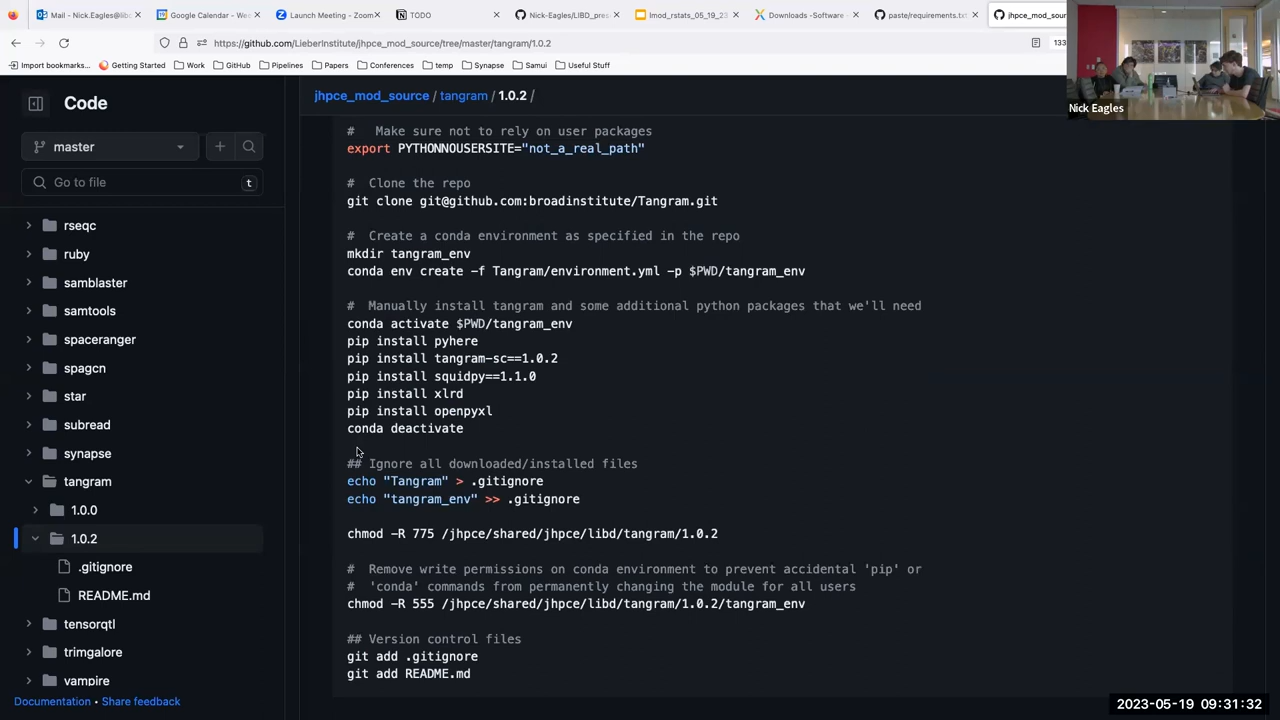 Mail - Nick.Eagles@libd
Google Calendar - We
Launch Meeting - Zoom
TODO
Nick-Eagles/LIBD_pres
lmod_rstats_05_19_23
Downloads -Software
paste/requirements.txt
jhpce_mod_sou
https://github.com/LieberInstitute/jhpce_mod_source/tree/master/tangram/1.0.2
133
Import bookmarks...
Getting Started
Work
GitHub
Pipelines
Papers
Conferences
temp
Synapse
Samui
Useful Stuff
Nick Eagles
Code
master
Go to file
t
rseqc
ruby
samblaster
samtools
spaceranger
spagcn
star
subread
synapse
tangram
1.0.0
1.0.2
.gitignore
README.md
tensorqtl
trimgalore
vampire
Documentation • Share feedback
jhpce_mod_source / tangram / 1.0.2 /
# Make sure not to rely on user packages
export PYTHONNOUSERSITE="not_a_real_path"
# Clone the repo
git clone git@github.com:broadinstitute/Tangram.git
# Create a conda environment as specified in the repo
mkdir tangram_env
conda env create -f Tangram/environment.yml -p $PWD/tangram_env
# Manually install tangram and some additional python packages that we'll need
conda activate $PWD/tangram_env
pip install pyhere
pip install tangram-sc==1.0.2
pip install squidpy==1.1.0
pip install xlrd
pip install openpyxl
conda deactivate
## Ignore all downloaded/installed files
echo "Tangram" > .gitignore
echo "tangram_env" >> .gitignore
chmod -R 775 /jhpce/shared/jhpce/libd/tangram/1.0.2
# Remove write permissions on conda environment to prevent accidental 'pip' or
# 'conda' commands from permanently changing the module for all users
chmod -R 555 /jhpce/shared/jhpce/libd/tangram/1.0.2/tangram_env
## Version control files
git add .gitignore
git add README.md
2023-05-19 09:31:32